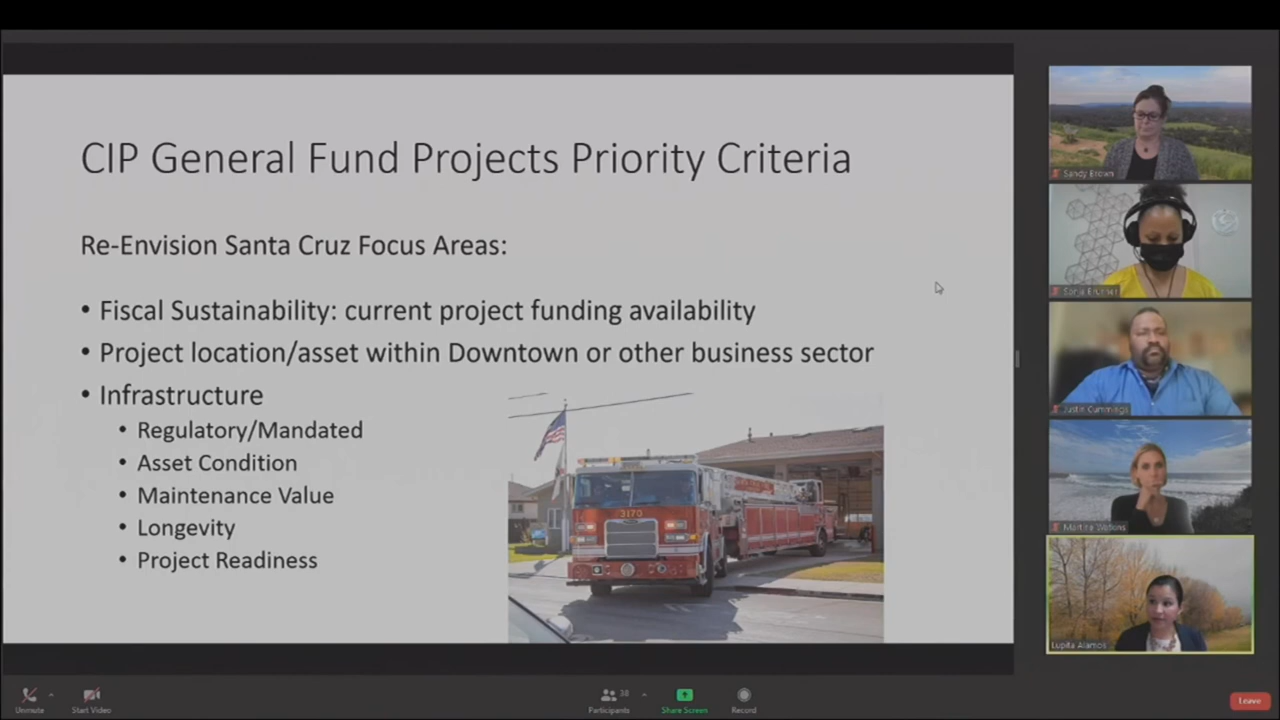 CIP General Fund Projects Priority Criteria
Re-Envision Santa Cruz Focus Areas:
• Fiscal Sustainability: current project funding availability
• Project location/asset within Downtown or other business sector
• Infrastructure
• Regulatory/Mandated
• Asset Condition
• Maintenance Value
• Longevity
• Project Readiness
3170
Sandy Brown
Sonja Brunner
Justin Cummings
Martine Watkins
Lupita Alamos
Unmute
Start Video
38
Participants
Share Screen
Record
Leave